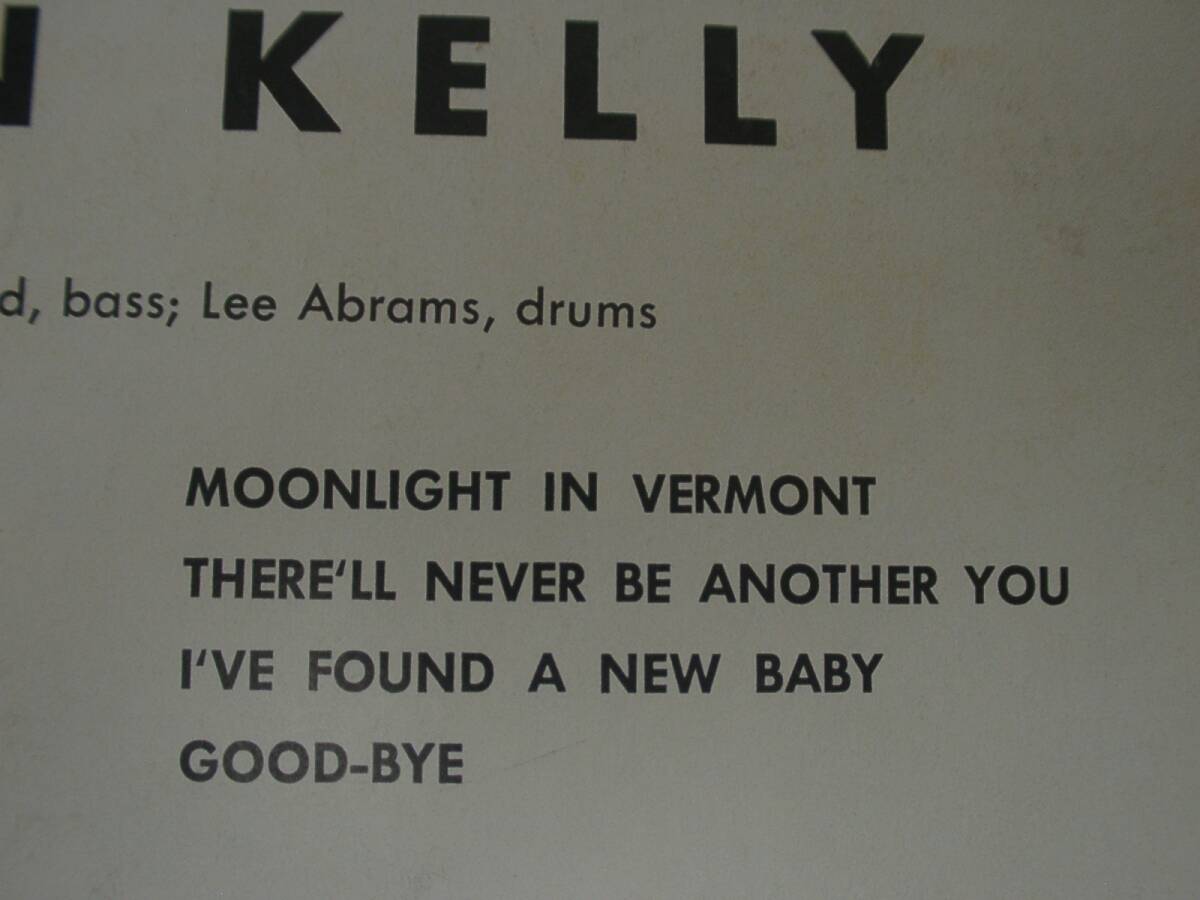 N KELLY
d, bass; Lee Abrams, drums
MOONLIGHT IN VERMONT
THERE'LL NEVER BE ANOTHER YOU
I'VE FOUND A NEW BABY
GOOD-BYE